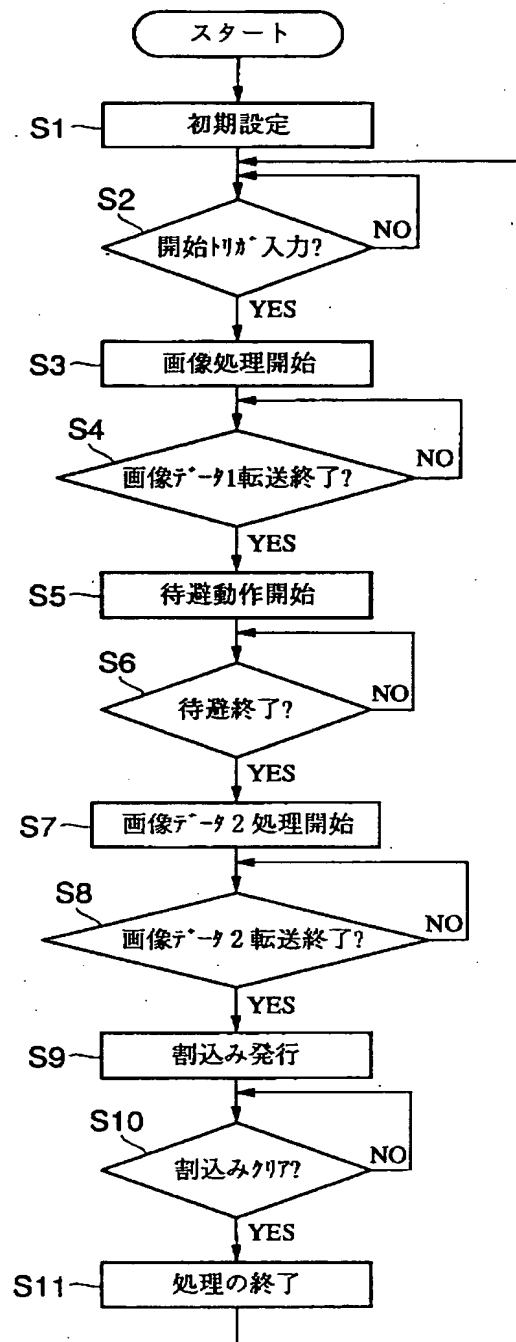 スタート
S1
初期設定
S2
開始トリガ入力?
NO
YES
S3
画像処理開始
S4
画像データ1転送終了?
NO
YES
S5
待避動作開始
S6
待避終了?
NO
YES
S7
画像データ2処理開始
S8
画像データ2転送終了?
NO
YES
S9
割込み発行
S10
割込みクリア?
NO
YES
S11
処理の終了